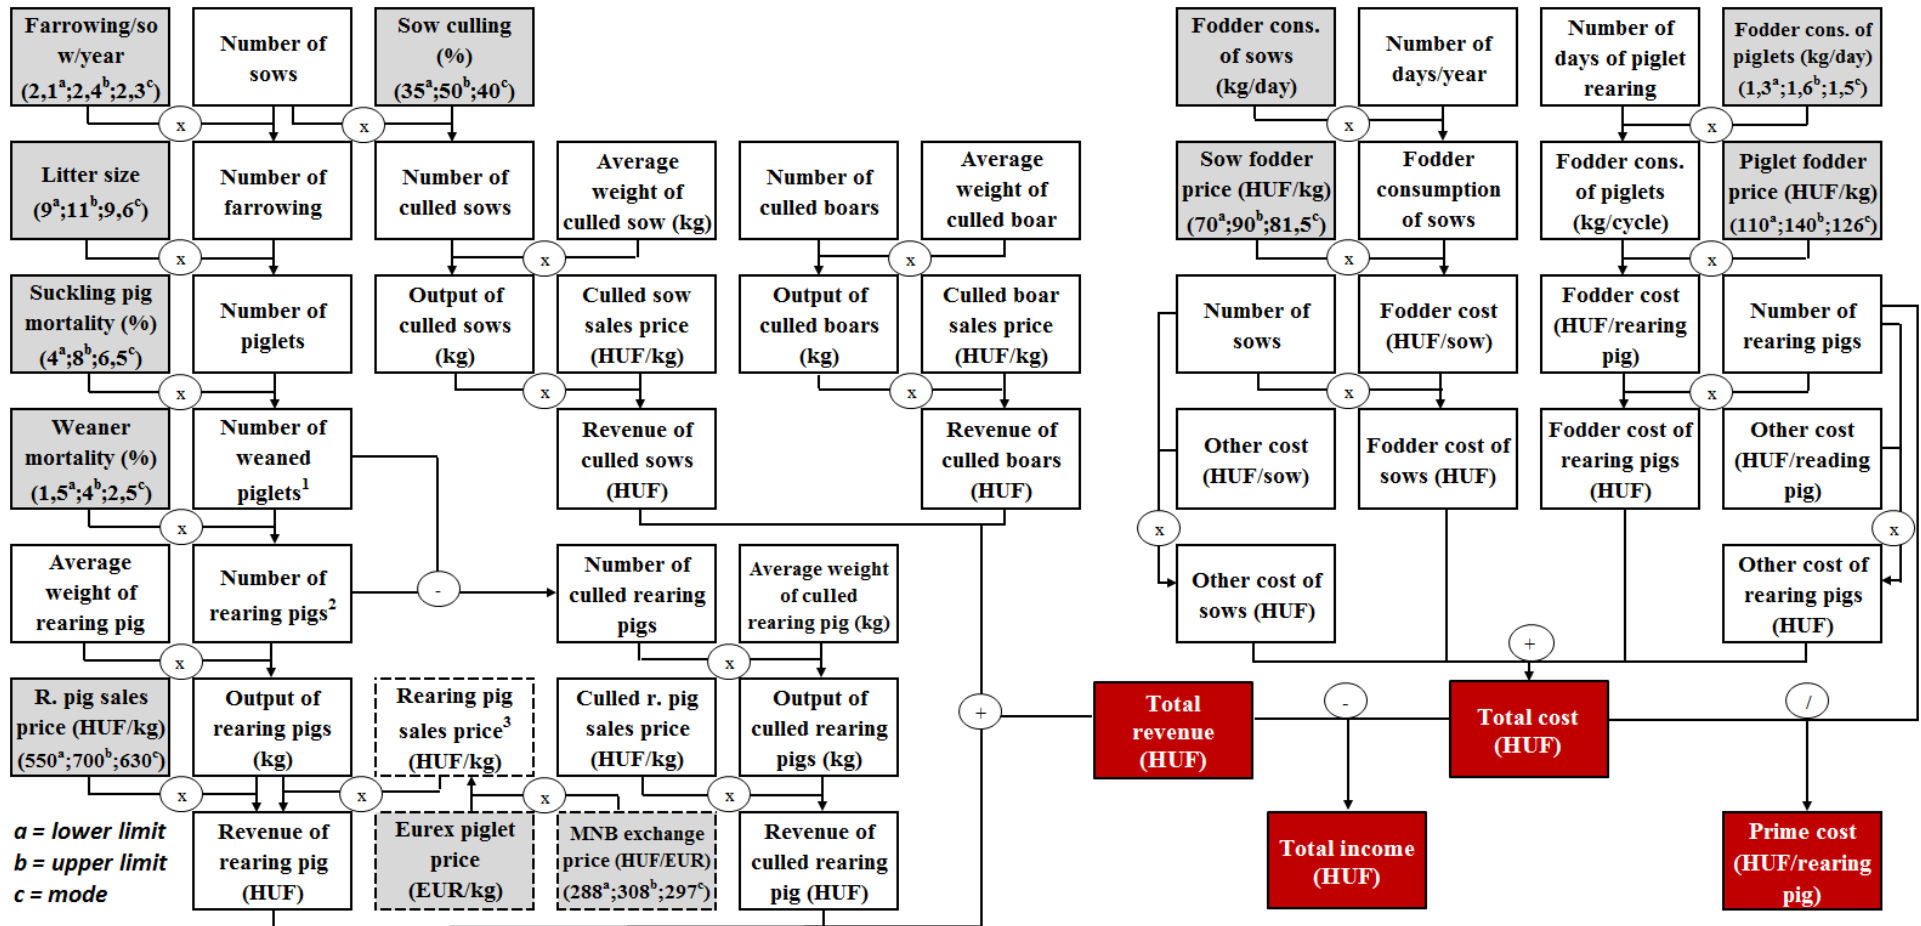 Farrowing/so
w/year
(2,1ᵃ;2,4ᵇ;2,3ᶜ)
Number of
sows
Sow culling
(%)
(35ᵃ;50ᵇ;40ᶜ)
Fodder cons.
of sows
(kg/day)
Number of
days/year
Number of
days of piglet
rearing
Fodder cons. of
piglets (kg/day)
(1,3ᵃ;1,6ᵇ;1,5ᶜ)
x
x
x
x
Litter size
(9ᵃ;11ᵇ;9,6ᶜ)
Number of
farrowing
Number of
culled sows
Average
weight of
culled sow (kg)
Number of
culled boars
Average
weight of
culled boar
Sow fodder
price (HUF/kg)
(70ᵃ;90ᵇ;81,5ᶜ)
Fodder
consumption
of sows
Fodder cons.
of piglets
(kg/cycle)
Piglet fodder
price (HUF/kg)
(110ᵃ;140ᵇ;126ᶜ)
x
x
x
x
x
Suckling pig
mortality (%)
(4ᵃ;8ᵇ;6,5ᶜ)
Number of
piglets
Output of
culled sows
(kg)
Culled sow
sales price
(HUF/kg)
Output of
culled boars
(kg)
Culled boar
sales price
(HUF/kg)
Number of
sows
Fodder cost
(HUF/sow)
Fodder cost
(HUF/rearing
pig)
Number of
rearing pigs
x
x
x
x
x
Weaner
mortality (%)
(1,5ᵃ;4ᵇ;2,5ᶜ)
Number of
weaned
piglets¹
Revenue of
culled sows
(HUF)
Revenue of
culled boars
(HUF)
Other cost
(HUF/sow)
Fodder cost of
sows (HUF)
Fodder cost of
rearing pigs
(HUF)
Other cost
(HUF/reading
pig)
x
x
x
Average
weight of
rearing pig
Number of
rearing pigs²
-
Number of
culled rearing
pigs
Average weight
of culled
rearing pig (kg)
Other cost of
sows (HUF)
Other cost of
rearing pigs
(HUF)
x
x
+
R. pig sales
price (HUF/kg)
(550ᵃ;700ᵇ;630ᶜ)
Output of
rearing pigs
(kg)
Rearing pig
sales price³
(HUF/kg)
Culled r. pig
sales price
(HUF/kg)
Output of
culled rearing
pigs (kg)
+
Total
revenue
(HUF)
-
Total cost
(HUF)
/
x
x
x
x
a = lower limit
b = upper limit
c = mode
Revenue of
rearing pig
(HUF)
Eurex piglet
price
(EUR/kg)
MNB exchange
price (HUF/EUR)
(288ᵃ;308ᵇ;297ᶜ)
Revenue of
culled rearing
pig (HUF)
Total income
(HUF)
Prime cost
(HUF/rearing
pig)